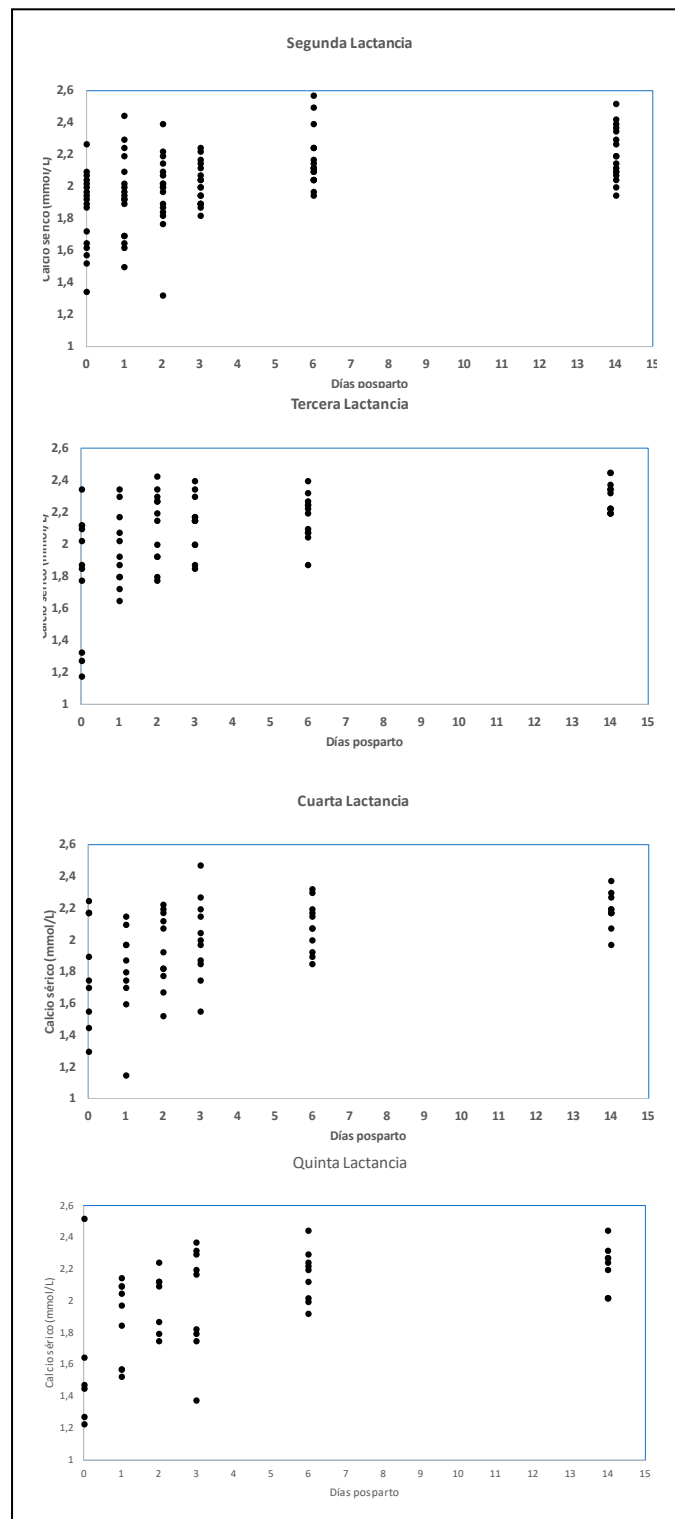 Segunda Lactancia
Calcio sérico (mmol/L)
2,6
2,4
2,2
2
1,8
1,6
1,4
1,2
1
0 1 2 3 4 5 6 7 8 9 10 11 12 13 14 15
Días posparto
Tercera Lactancia
Calcio sérico (mmol/L)
2,6
2,4
2,2
2
1,8
1,6
1,4
1,2
1
0 1 2 3 4 5 6 7 8 9 10 11 12 13 14 15
Días posparto
Cuarta Lactancia
Calcio sérico (mmol/L)
2,6
2,4
2,2
2
1,8
1,6
1,4
1,2
1
0 1 2 3 4 5 6 7 8 9 10 11 12 13 14 15
Días posparto
Quinta Lactancia
Calcio sérico (mmol/L)
2,6
2,4
2,2
2
1,8
1,6
1,4
1,2
1
0 1 2 3 4 5 6 7 8 9 10 11 12 13 14 15
Días posparto